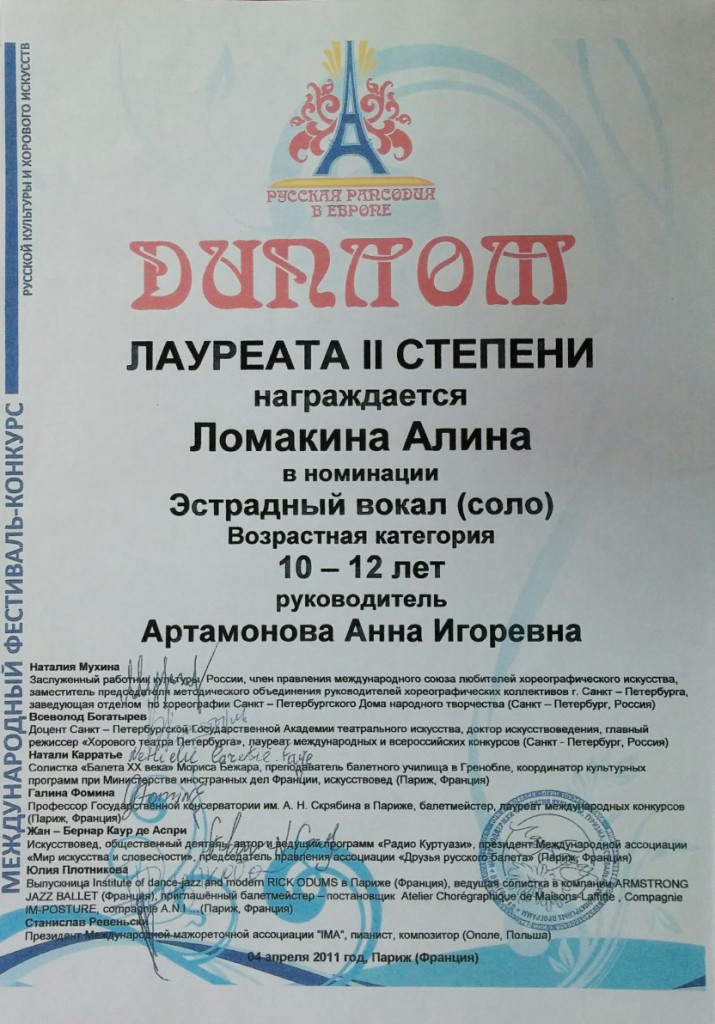 МЕЖДУНАРОДНЫЙ ФЕСТИВАЛЬ-КОНКУРС
РУССКОЙ КУЛЬТУРЫ И ХОРОВОГО ИСКУССТВ
РУССКАЯ РАПСОДИЯ
В ЕВРОПЕ
ДИПЛОМ
ЛАУРЕАТА II СТЕПЕНИ
награждается
Ломакина Алина
в номинации
Эстрадный вокал (соло)
Возрастная категория
10 – 12 лет
руководитель
Артамонова Анна Игоревна
Наталия Мухина
Заслуженный работник культуры России, член правления международного союза любителей хореографического искусства,
заместитель председателя методического объединения руководителей хореографических коллективов г. Санкт – Петербурга,
заведующая отделом по хореографии Санкт – Петербургского Дома народного творчества (Санкт - Петербург, Россия)
Всеволод Богатырев
Доцент Санкт – Петербургской Государственной Академии театрального искусства, доктор искусствоведения, главный
режиссер «Хорового театра Петербурга», лауреат международных и всероссийских конкурсов (Санкт - Петербург, Россия)
Натали Карратье
Солистка «Балета XX века» Мориса Бежара, преподаватель балетного училища в Гренобле, координатор культурных
программ при Министерстве иностранных дел Франции, искусствовед (Париж, Франция)
Галина Фомина
Профессор Государственной консерватории им. А. Н. Скрябина в Париже, балетмейстер, лауреат международных конкурсов
(Париж, Франция)
Жан – Бернар Каур де Аспри
Искусствовед, общественный деятель, автор и ведущий программ «Радио Куртуази», президент Международной ассоциации
«Мир искусства и словесности», председатель правления ассоциации «Друзья русского балета» (Париж, Франция)
Юлия Плотникова
Выпускница Institute of dance-jazz and modern RICK ODUMS в Париже (Франция), ведущая солистка в компании ARMSTRONG
JAZZ BALLET (Франция), приглашённый балетмейстер – постановщик Atelier Chorégraphique de Maisons-Laffite , Compagnie
IM-POSTURE, compagnie A.N.I. (Париж, Франция)
Станислав Ревеньски
Президент Международной мажореточной ассоциации "IMA", пианист, композитор (Ополе, Польша)
04 апреля 2011 год, Париж (Франция)